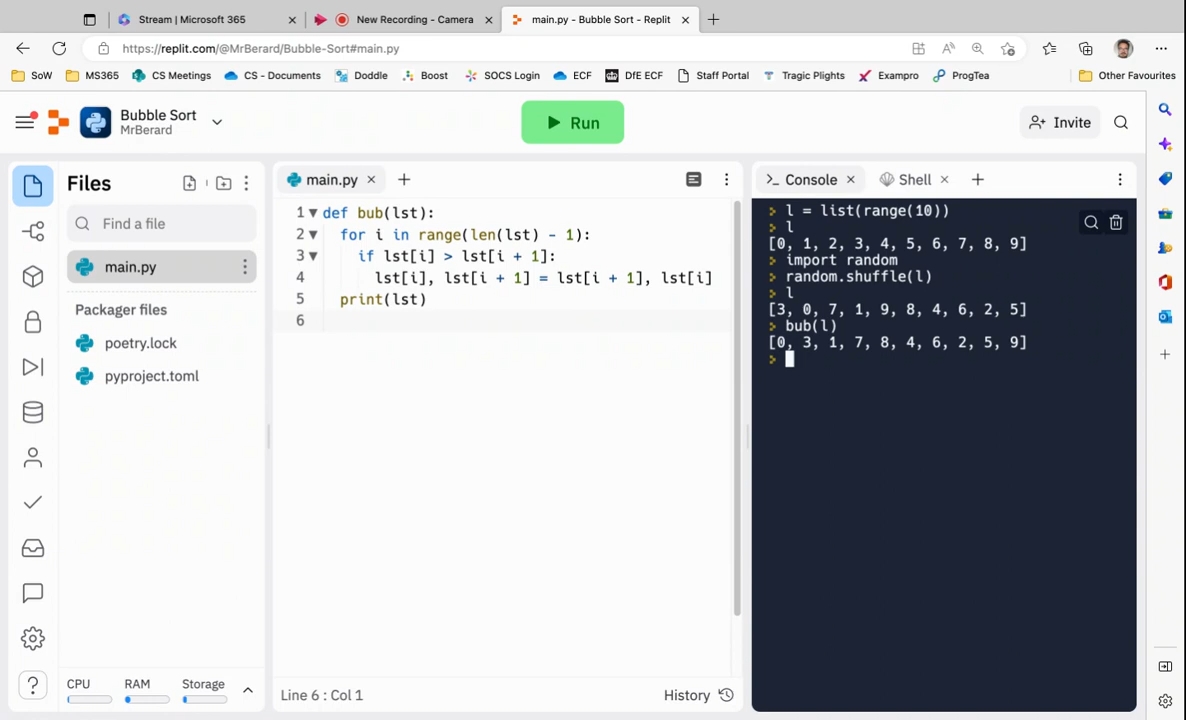 Stream | Microsoft 365
New Recording - Camera
main.py - Bubble Sort - Replit
https://replit.com/@MrBerard/Bubble-Sort#main.py
SoW
MS365
CS Meetings
CS - Documents
Doddle
Boost
SOCS Login
ECF
DfE ECF
Staff Portal
Tragic Plights
Exampro
ProgTea
Other Favourites
Bubble Sort
MrBerard
Run
Invite
Files
Find a file
main.py
Packager files
poetry.lock
pyproject.toml
CPU
RAM
Storage
main.py
1 def bub(lst):
2 for i in range(len(lst) - 1):
3 if lst[i] > lst[i + 1]:
4 lst[i], lst[i + 1] = lst[i + 1], lst[i]
5 print(lst)
6
Line 6 : Col 1
History
Console
Shell
> l = list(range(10))
> l
[0, 1, 2, 3, 4, 5, 6, 7, 8, 9]
> import random
> random.shuffle(l)
> l
[3, 0, 7, 1, 9, 8, 4, 6, 2, 5]
> bub(l)
[0, 3, 1, 7, 8, 4, 6, 2, 5, 9]
>